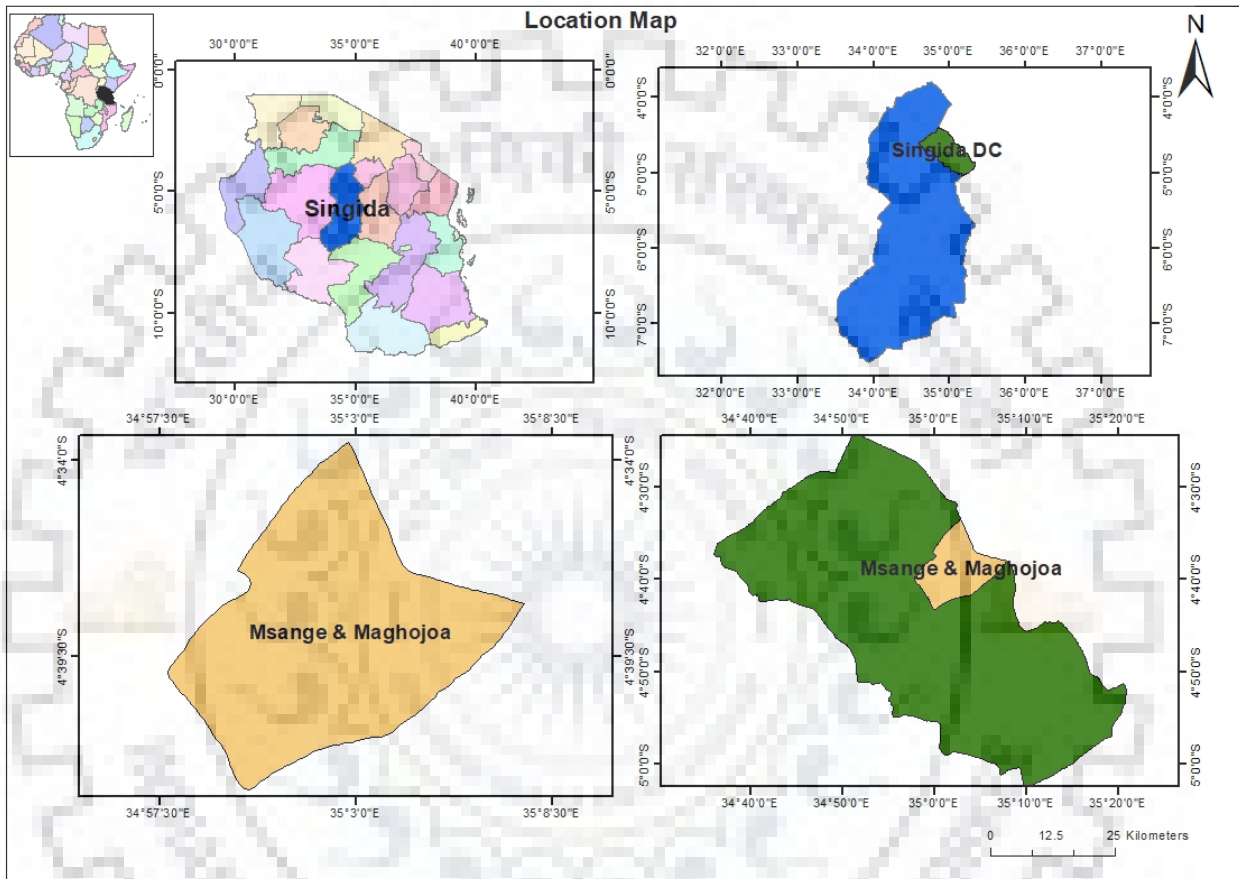 Location Map
N
30°0'0"E 35°0'0"E 40°0'0"E
0°0'0" 0°0'0"
5°0'0"S 5°0'0"S
10°0'0"S 10°0'0"S
Singida
30°0'0"E 35°0'0"E 40°0'0"E
32°0'0"E 33°0'0"E 34°0'0"E 35°0'0"E 36°0'0"E 37°0'0"E
4°0'0"S 4°0'0"S
Singida DC
5°0'0"S 5°0'0"S
6°0'0"S 6°0'0"S
7°0'0"S 7°0'0"S
32°0'0"E 33°0'0"E 34°0'0"E 35°0'0"E 36°0'0"E 37°0'0"E
34°57'30"E 35°3'0"E 35°8'30"E
4°34'0"S 4°34'0"S
Msange & Maghojoa
4°39'30"S 4°39'30"S
34°57'30"E 35°3'0"E 35°8'30"E
34°40'0"E 34°50'0"E 35°0'0"E 35°10'0"E 35°20'0"E
4°30'0"S 4°30'0"S
Msange & Maghojoa
4°40'0"S 4°40'0"S
4°50'0"S 4°50'0"S
5°0'0"S 5°0'0"S
34°40'0"E 34°50'0"E 35°0'0"E 35°10'0"E 35°20'0"E
0 12.5 25 Kilometers